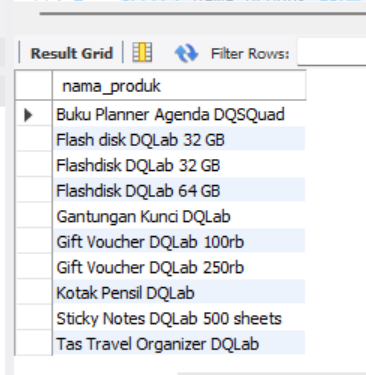 Result Grid Filter Rows:
nama_produk
Buku Planner Agenda DQSQuad
Flash disk DQLab 32 GB
Flashdisk DQLab 32 GB
Flashdisk DQLab 64 GB
Gantungan Kunci DQLab
Gift Voucher DQLab 100rb
Gift Voucher DQLab 250rb
Kotak Pensil DQLab
Sticky Notes DQLab 500 sheets
Tas Travel Organizer DQLab